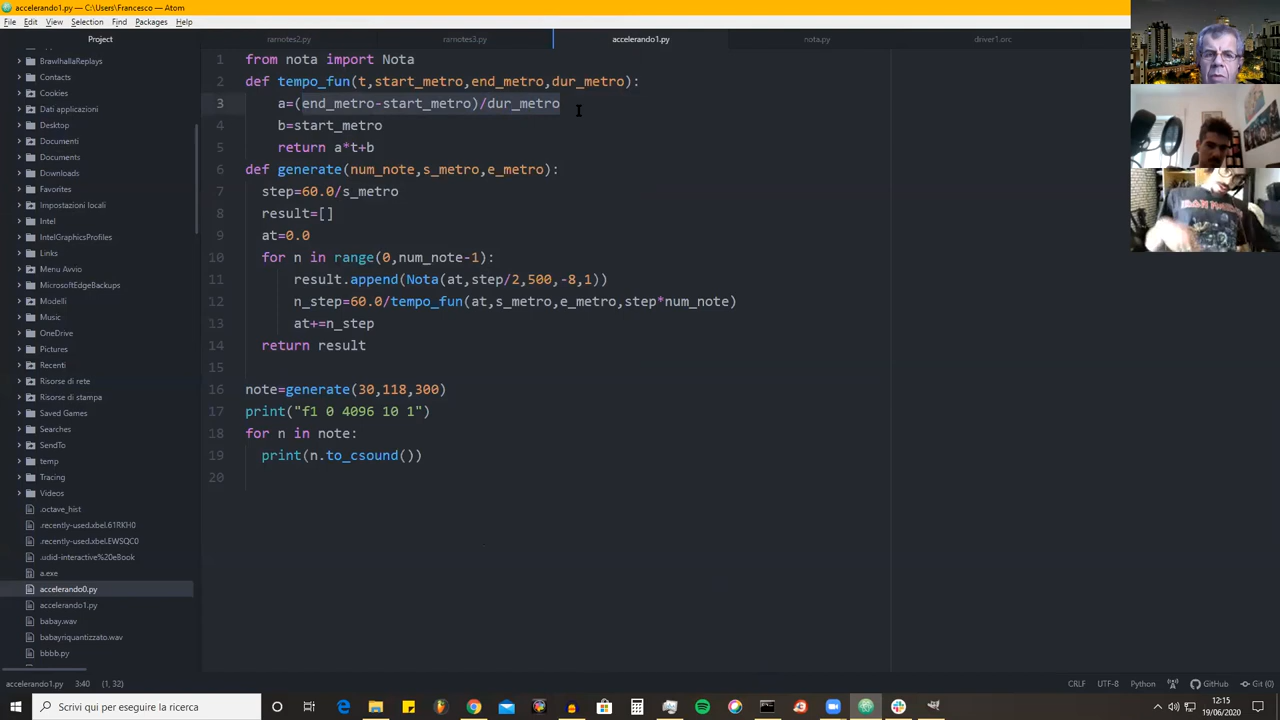 accelerando1.py — C:\Users\Francesco — Atom
File Edit View Selection Find Packages
Project
ramotes2.py
ramotes3.py
accelerando1.py
nota.py
driver1.orc
BrawlhallaReplays
Contacts
Cookies
Dati applicazioni
Desktop
Documenti
Documents
Downloads
Favorites
Impostazioni locali
Intel
IntelGraphicsProfiles
Links
Menu Avvio
MicrosoftEdgeBackups
Modelli
Music
OneDrive
Pictures
Recenti
Risorse di rete
Risorse di stampa
Saved Games
Searches
SendTo
temp
Tracing
Videos
.octave_hist
.recently-used.xbel.61RKH0
.recently-used.xbel.EWSQC0
.udid-interactive%20eBook
a.exe
accelerando0.py
accelerando1.py
babay.wav
babayriquantizzato.wav
bbbb.py
1 from nota import Nota
2 def tempo_fun(t,start_metro,end_metro,dur_metro):
3 a=(end_metro-start_metro)/dur_metro
4 b=start_metro
5 return a*t+b
6 def generate(num_note,s_metro,e_metro):
7 step=60.0/s_metro
8 result=[]
9 at=0.0
10 for n in range(0,num_note-1):
11 result.append(Nota(at,step/2,500,-8,1))
12 n_step=60.0/tempo_fun(at,s_metro,e_metro,step*num_note)
13 at+=n_step
14 return result
15
16 note=generate(30,118,300)
17 print("f1 0 4096 10 1")
18 for n in note:
19 print(n.to_csound())
20
IRON MAIDEN
accelerando1.py 3:40 (1, 32)
CRLF UTF-8 Python GitHub Git (0)
Scrivi qui per eseguire la ricerca
12:15
19/06/2020